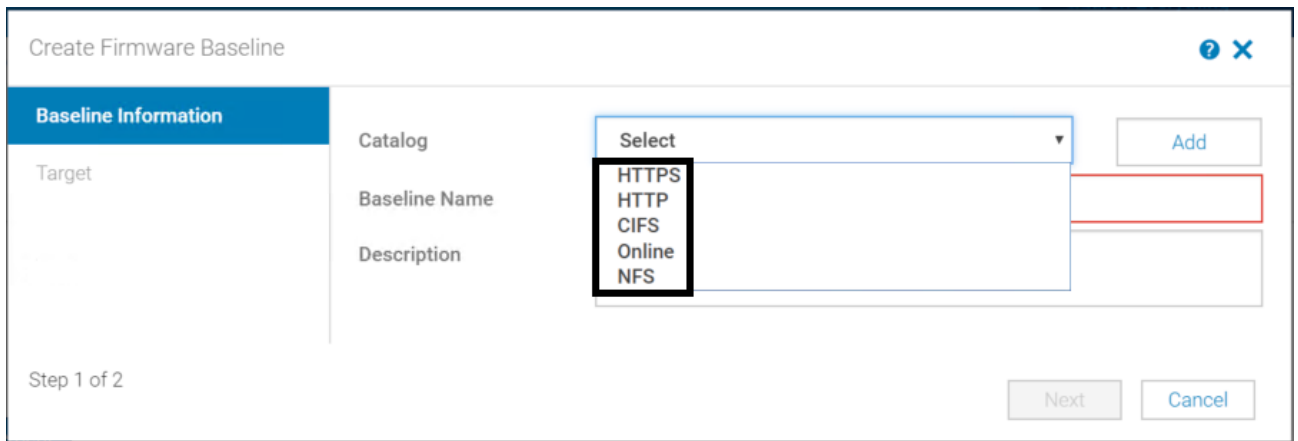 Create Firmware Baseline
Baseline Information
Target
Catalog
Select
Add
HTTPS
HTTP
CIFS
Online
NFS
Baseline Name
Description
Step 1 of 2
Next
Cancel